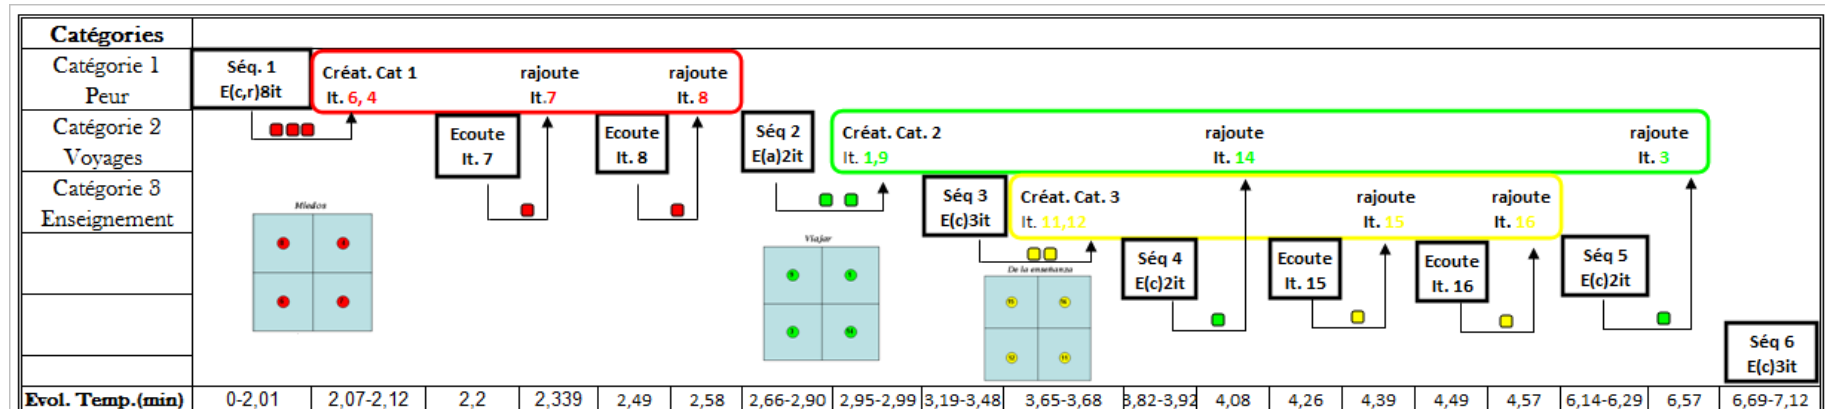 Catégories
Catégorie 1
Peur
Séq. 1
E(c,r)8it
Créat. Cat 1
It. 6, 4
rajoute
It.7
rajoute
It. 8
Catégorie 2
Voyages
Ecoute
It. 7
Ecoute
It. 8
Séq 2
E(a)2it
Créat. Cat. 2
It. 1,9
rajoute
It. 14
rajoute
It. 3
Catégorie 3
Enseignement
Séq 3
E(c)3it
Créat. Cat. 3
It. 11,12
rajoute
It. 15
rajoute
It. 16
Miedos
Viajar
De la enseñanza
Séq 4
E(c)2it
Ecoute
It. 15
Ecoute
It. 16
Séq 5
E(c)2it
Séq 6
E(c)3it
Evol. Temp.(min) 0-2,01 2,07-2,12 2,2 2,339 2,49 2,58 2,66-2,90 2,95-2,99 3,19-3,48 3,65-3,68 3,82-3,92 4,08 4,26 4,39 4,49 4,57 6,14-6,29 6,57 6,69-7,12